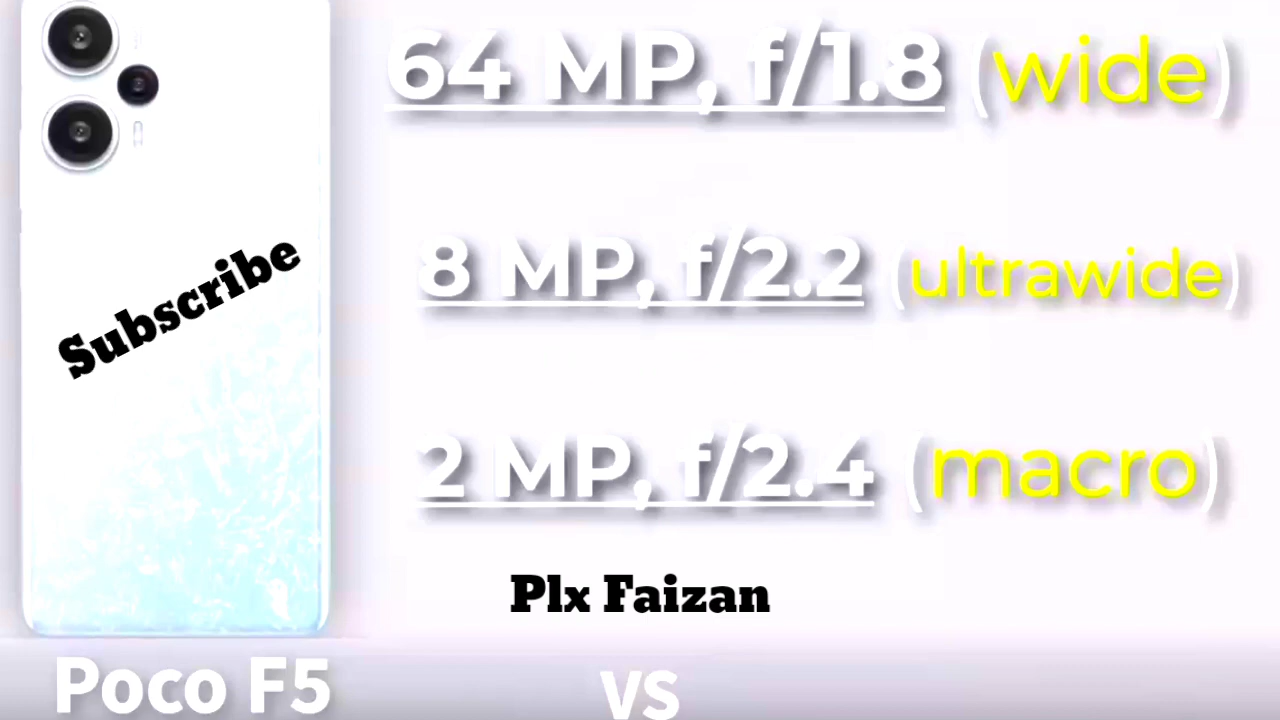 64 MP, f/1.8 (wide)
8 MP, f/2.2 (ultrawide)
Subscribe
2 MP, f/2.4 (macro)
Plx Faizan
Poco F5
VS